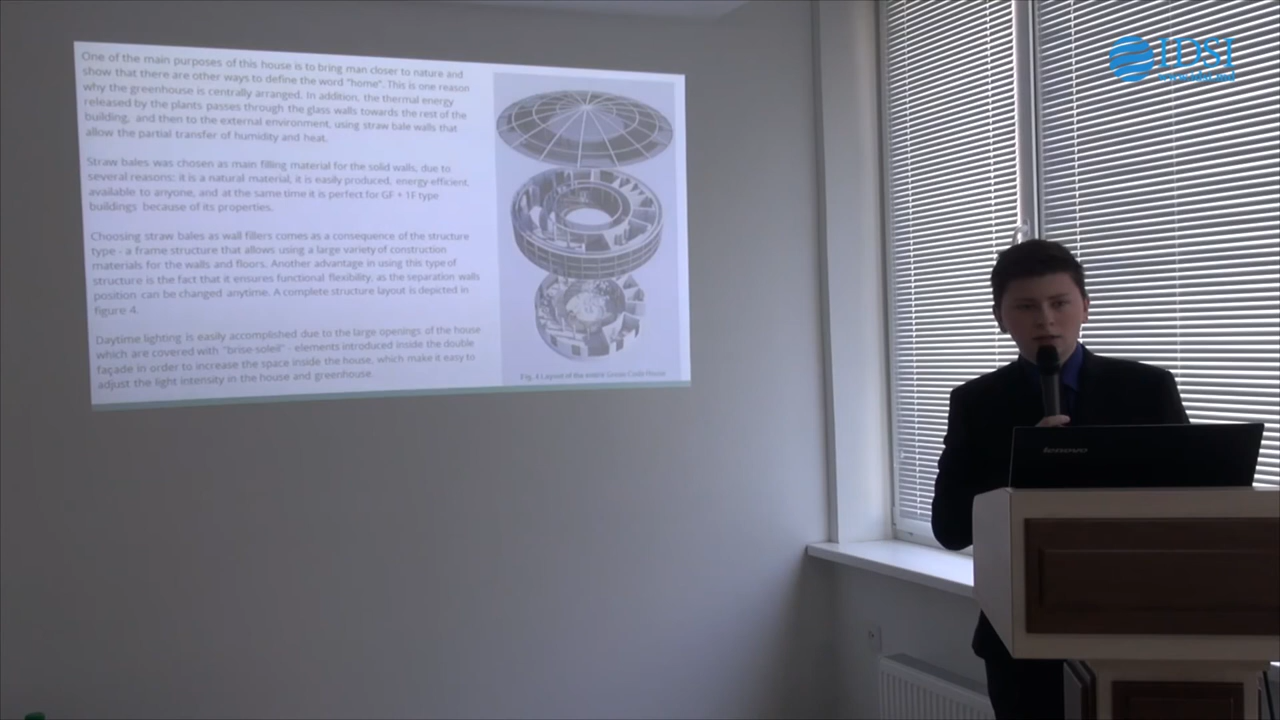 IDSI
www.idsi.md
One of the main purposes of this house is to bring man closer to nature and
show that there are other ways to define the word "home". This is one reason
why the greenhouse is centrally arranged. In addition, the thermal energy
released by the plants passes through the glass walls towards the rest of the
building, and then to the external environment, using straw bale walls that
allow the partial transfer of humidity and heat.
Straw bales was chosen as main filling material for the solid walls, due to
several reasons: it is a natural material, it is easily produced, energy efficient,
available to anyone, and at the same time it is perfect for GF + 1F type
buildings because of its properties.
Choosing straw bales as wall fillers comes as a consequence of the structure
type - a frame structure that allows using a large variety of construction
materials for the walls and floors. Another advantage in using this type of
structure is the fact that it ensures functional flexibility, as the separation walls
position can be changed anytime. A complete structure layout is depicted in
figure 4.
Daytime lighting is easily accomplished due to the large openings of the house
which are covered with "brise-soleil" - elements introduced inside the double
façade in order to increase the space inside the house, which make it easy to
adjust the light intensity in the house and greenhouse.
Fig. 4 Layout of the entire Green House
lenovo